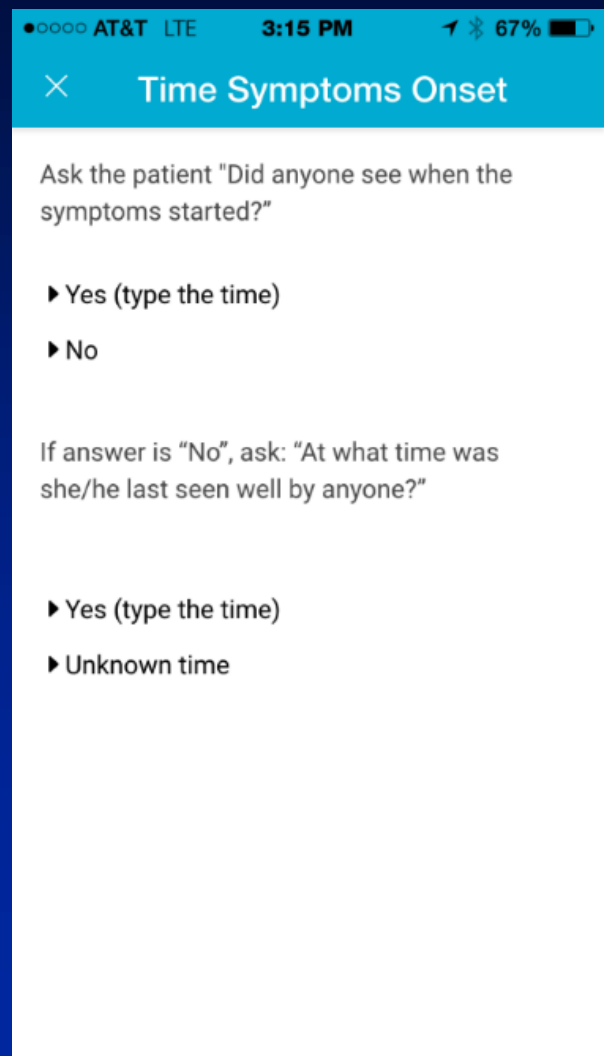 AT&T LTE 3:15 PM 67%
Time Symptoms Onset
Ask the patient "Did anyone see when the
symptoms started?”
Yes (type the time)
No
If answer is “No”, ask: “At what time was
she/he last seen well by anyone?”
Yes (type the time)
Unknown time